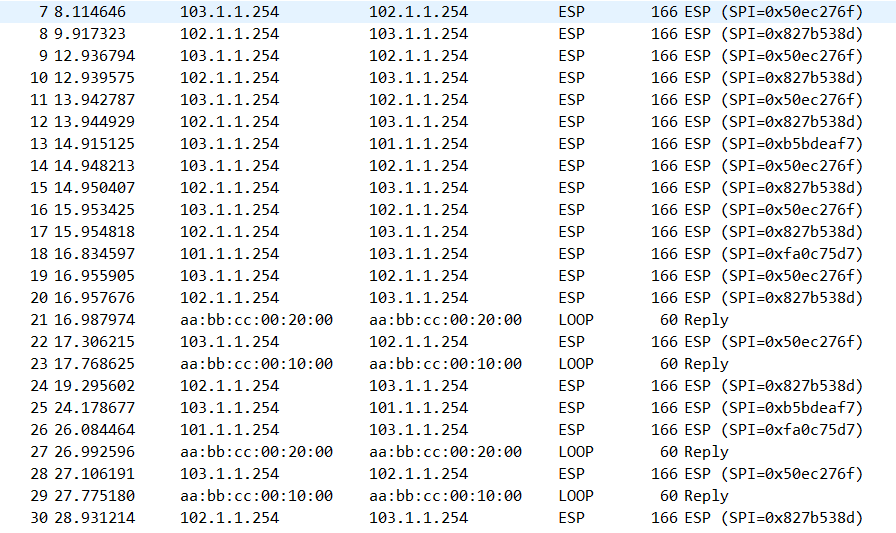 7 8.114646 103.1.1.254 102.1.1.254 ESP 166 ESP (SPI=0x50ec276f)
8 9.917323 102.1.1.254 103.1.1.254 ESP 166 ESP (SPI=0x827b538d)
9 12.936794 103.1.1.254 102.1.1.254 ESP 166 ESP (SPI=0x50ec276f)
10 12.939575 102.1.1.254 103.1.1.254 ESP 166 ESP (SPI=0x827b538d)
11 13.942787 103.1.1.254 102.1.1.254 ESP 166 ESP (SPI=0x50ec276f)
12 13.944929 102.1.1.254 103.1.1.254 ESP 166 ESP (SPI=0x827b538d)
13 14.915125 103.1.1.254 101.1.1.254 ESP 166 ESP (SPI=0xb5bdeaf7)
14 14.948213 103.1.1.254 102.1.1.254 ESP 166 ESP (SPI=0x50ec276f)
15 14.950407 102.1.1.254 103.1.1.254 ESP 166 ESP (SPI=0x827b538d)
16 15.953425 103.1.1.254 102.1.1.254 ESP 166 ESP (SPI=0x50ec276f)
17 15.954818 102.1.1.254 103.1.1.254 ESP 166 ESP (SPI=0x827b538d)
18 16.834597 101.1.1.254 103.1.1.254 ESP 166 ESP (SPI=0xfa0c75d7)
19 16.955905 103.1.1.254 102.1.1.254 ESP 166 ESP (SPI=0x50ec276f)
20 16.957676 102.1.1.254 103.1.1.254 ESP 166 ESP (SPI=0x827b538d)
21 16.987974 aa:bb:cc:00:20:00 aa:bb:cc:00:20:00 LOOP 60 Reply
22 17.306215 103.1.1.254 102.1.1.254 ESP 166 ESP (SPI=0x50ec276f)
23 17.768625 aa:bb:cc:00:10:00 aa:bb:cc:00:10:00 LOOP 60 Reply
24 19.295602 102.1.1.254 103.1.1.254 ESP 166 ESP (SPI=0x827b538d)
25 24.178677 103.1.1.254 101.1.1.254 ESP 166 ESP (SPI=0xb5bdeaf7)
26 26.084464 101.1.1.254 103.1.1.254 ESP 166 ESP (SPI=0xfa0c75d7)
27 26.992596 aa:bb:cc:00:20:00 aa:bb:cc:00:20:00 LOOP 60 Reply
28 27.106191 103.1.1.254 102.1.1.254 ESP 166 ESP (SPI=0x50ec276f)
29 27.775180 aa:bb:cc:00:10:00 aa:bb:cc:00:10:00 LOOP 60 Reply
30 28.931214 102.1.1.254 103.1.1.254 ESP 166 ESP (SPI=0x827b538d)